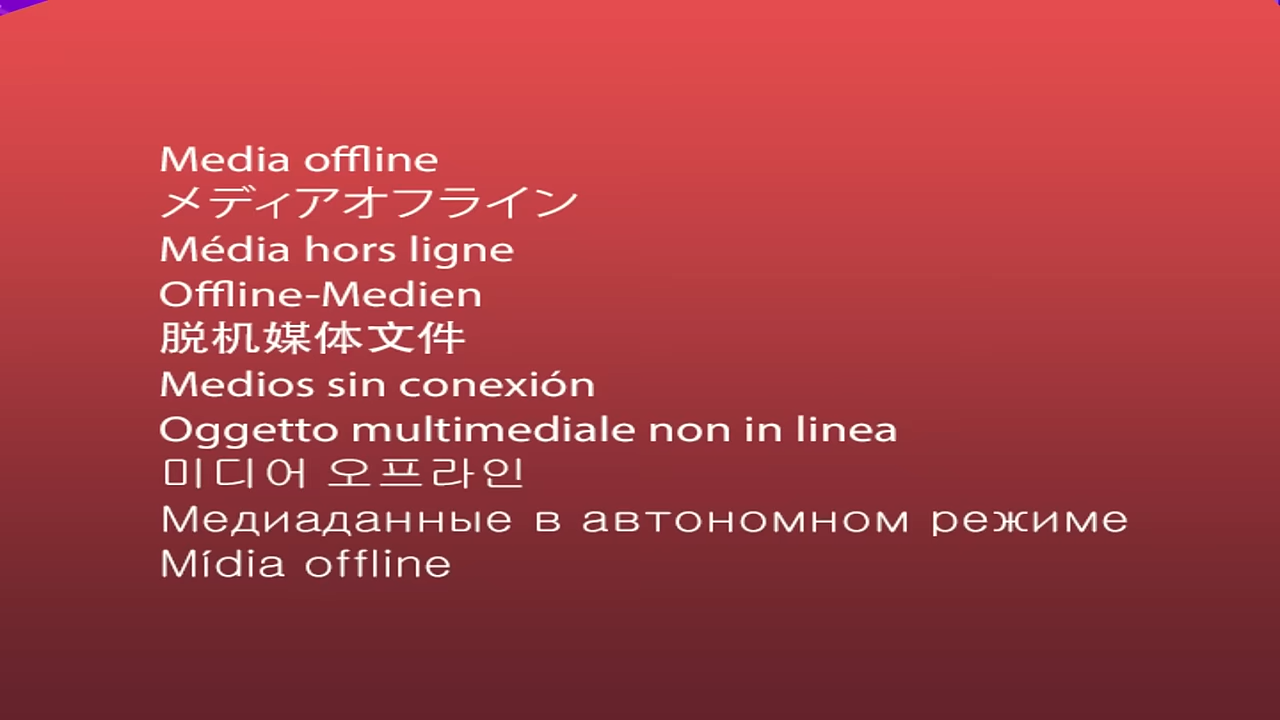 Media offline
メディアオフライン
Média hors ligne
Offline-Medien
脱机媒体文件
Medios sin conexión
Oggetto multimediale non in linea
미디어 오프라인
Медиаданные в автономном режиме
Mídia offline